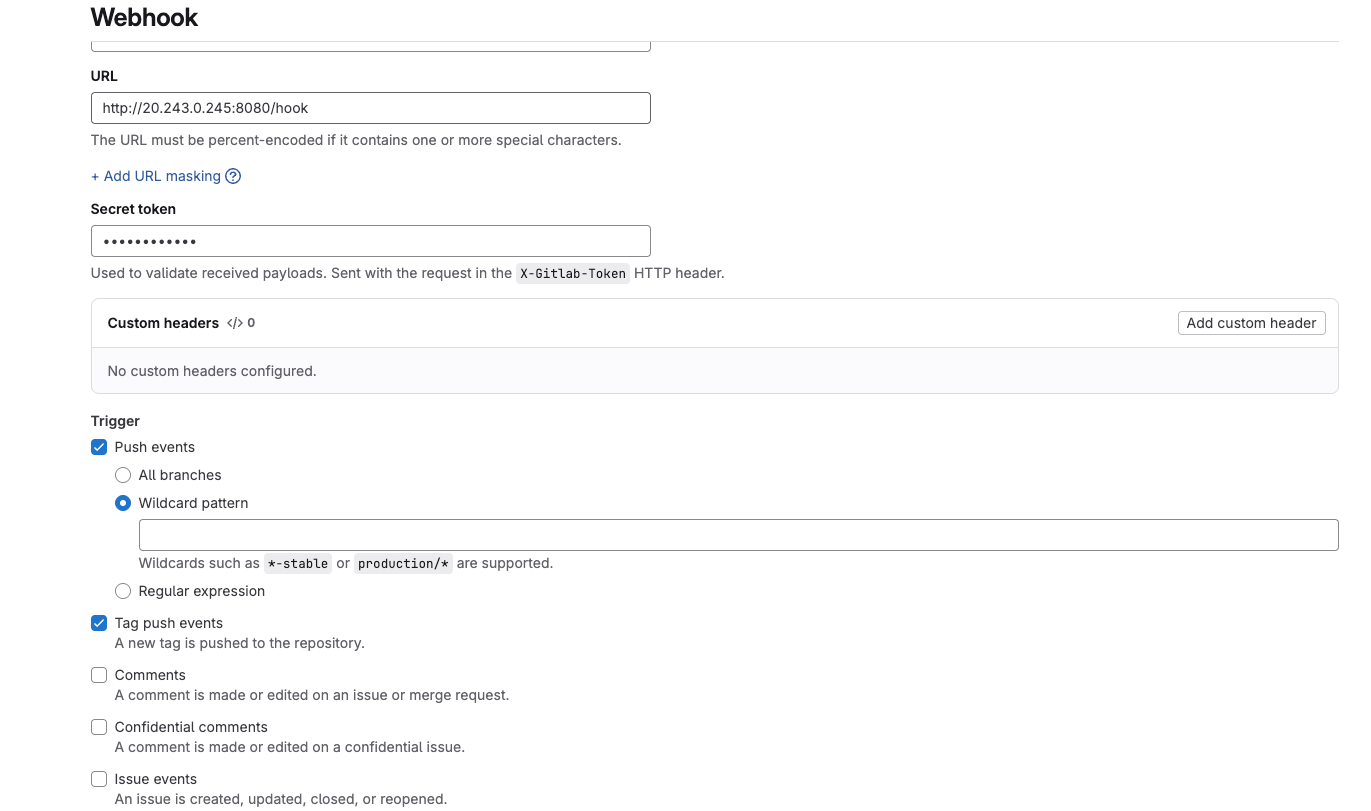 Webhook
URL
http://20.243.0.245:8080/hook
The URL must be percent-encoded if it contains one or more special characters.
+ Add URL masking
Secret token
••••••••••••
Used to validate received payloads. Sent with the request in the X-Gitlab-Token HTTP header.
Custom headers </> 0
Add custom header
No custom headers configured.
Trigger
Push events
All branches
Wildcard pattern
Wildcards such as *-stable or production/* are supported.
Regular expression
Tag push events
A new tag is pushed to the repository.
Comments
A comment is made or edited on an issue or merge request.
Confidential comments
A comment is made or edited on a confidential issue.
Issue events
An issue is created, updated, closed, or reopened.